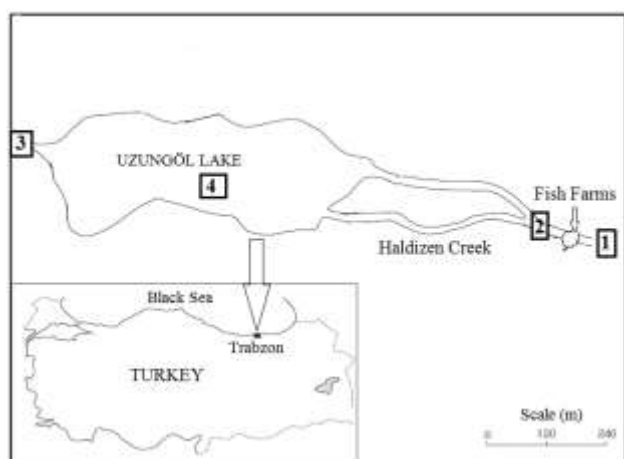 3
UZUNGÖL LAKE
4
Fish Farms
2
1
Haldizen Creek
Black Sea
Trabzon
TURKEY
Scale (m)
0 120 240